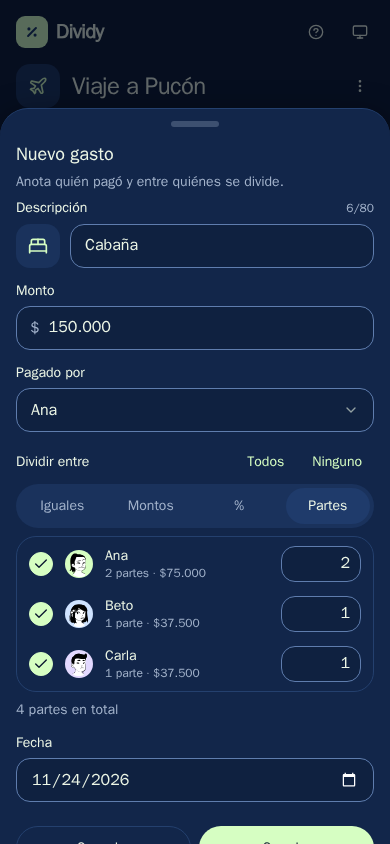 Dividy
Viaje a Pucón
Nuevo gasto
Anota quién pagó y entre quiénes se divide.
Descripción 6/80
Cabaña
Monto
$ 150.000
Pagado por
Ana
Dividir entre Todos Ninguno
Iguales Montos % Partes
Ana
2 partes · $75.000 2
Beto
1 parte · $37.500 1
Carla
1 parte · $37.500 1
4 partes en total
Fecha
11/24/2026